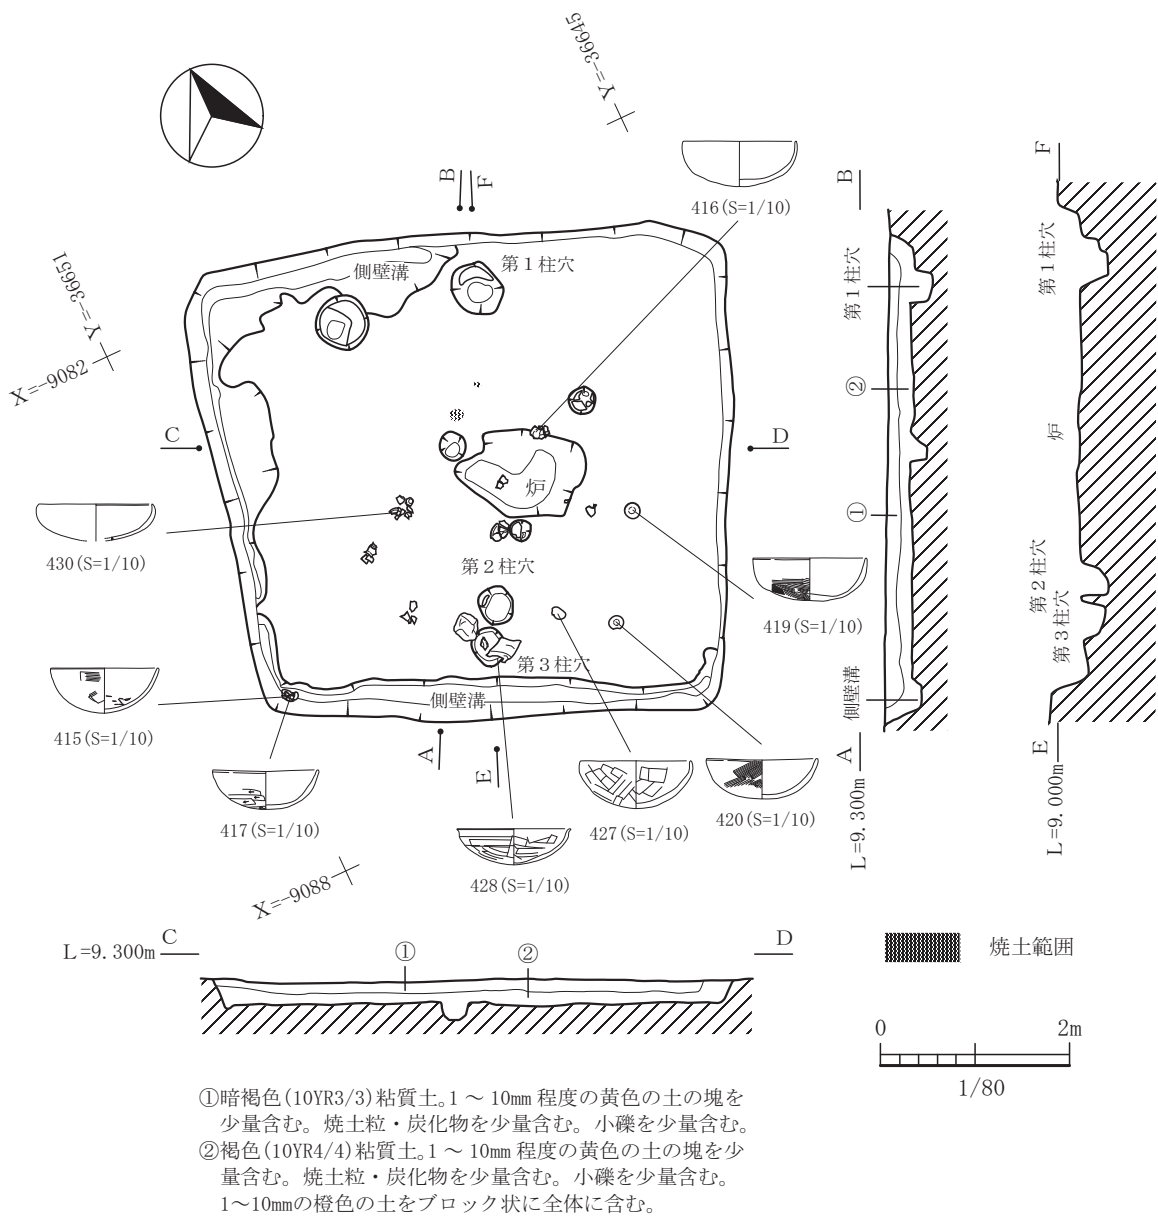 Y=-36645
B
F
416(S=1/10)
B
F
Y=-36651
X=-9082
側壁溝
第1柱穴
第1柱穴
第1柱穴
②
C
D
炉
炉
①
430(S=1/10)
第2柱穴
419(S=1/10)
第2柱穴
第3柱穴
第3柱穴
側壁溝
側壁溝
415(S=1/10)
A
E
A
E
417(S=1/10)
427(S=1/10)
420(S=1/10)
428(S=1/10)
L=9.300m
L=9.000m
X=-9088
L=9.300m
C
①
②
D
焼土範囲
0
2m
1/80
①暗褐色(10YR3/3)粘質土。1～10mm程度の黄色の土の塊を
少量含む。焼土粒・炭化物を少量含む。小礫を少量含む。
②褐色(10YR4/4)粘質土。1～10mm程度の黄色の土の塊を少
量含む。焼土粒・炭化物を少量含む。小礫を少量含む。
1～10mmの橙色の土をブロック状に全体に含む。